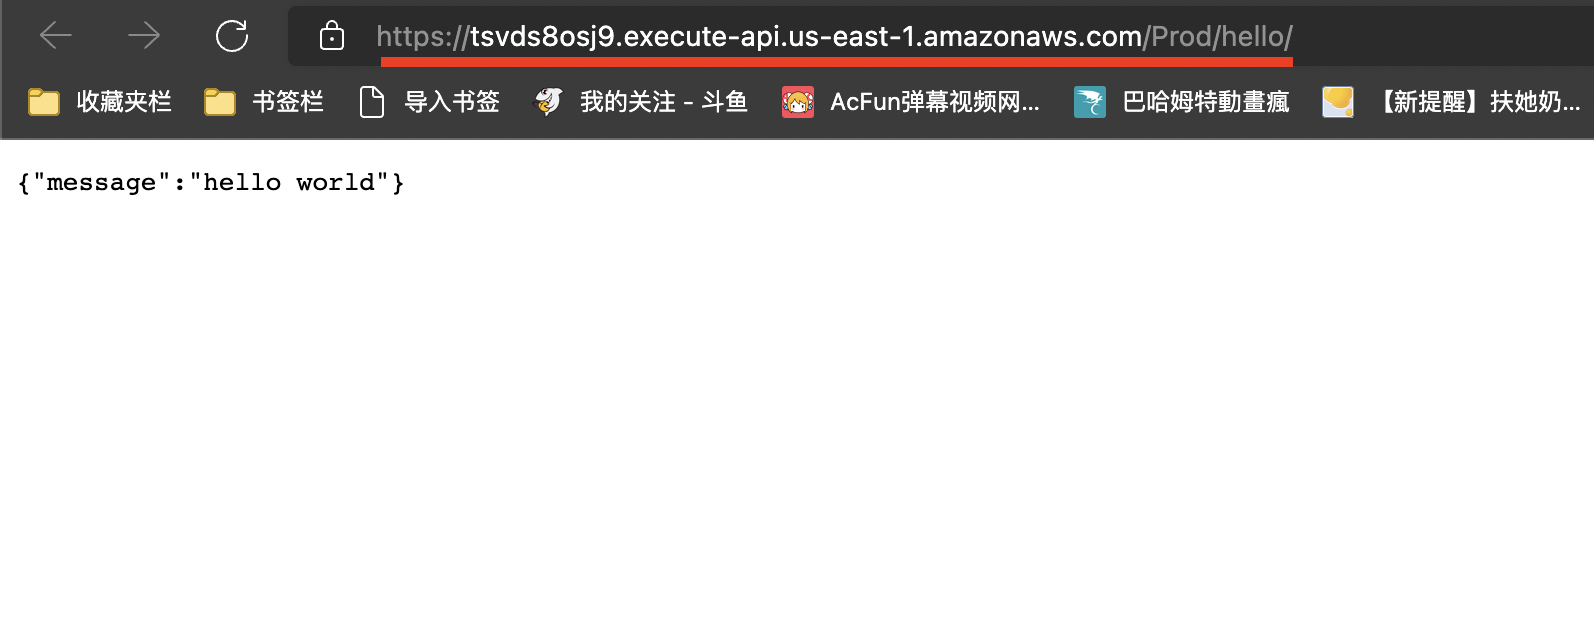 https://tsvds8osj9.execute-api.us-east-1.amazonaws.com/Prod/hello/
收藏夹栏 书签栏 导入书签 我的关注 - 斗鱼 AcFun弹幕视频网... 巴哈姆特動畫瘋 【新提醒】扶她奶...
{"message":"hello world"}